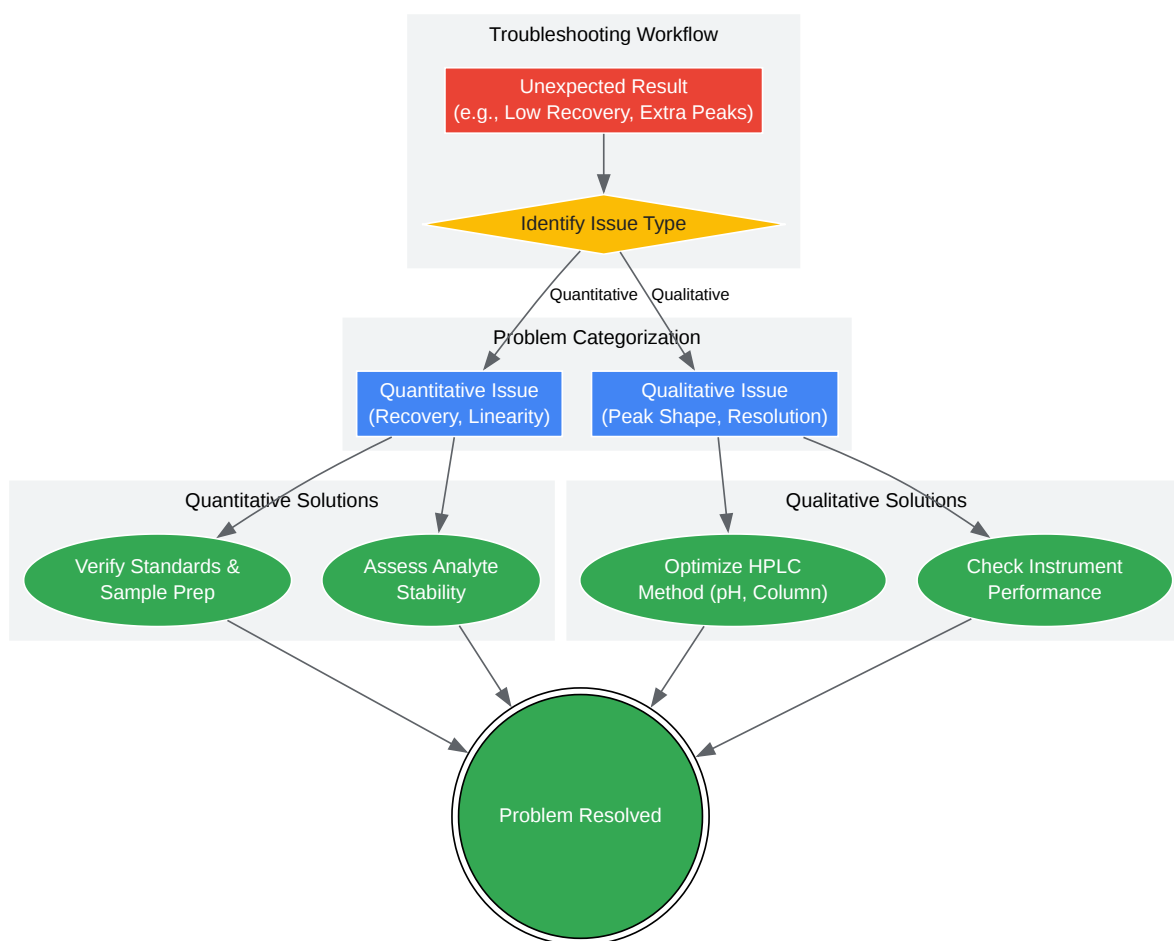 Troubleshooting Workflow
Unexpected Result
(e.g., Low Recovery, Extra Peaks)
Identify Issue Type
Quantitative
Qualitative
Problem Categorization
Quantitative Issue
(Recovery, Linearity)
Qualitative Issue
(Peak Shape, Resolution)
Quantitative Solutions
Qualitative Solutions
Verify Standards &
Sample Prep
Assess Analyte
Stability
Optimize HPLC
Method (pH, Column)
Check Instrument
Performance
Problem Resolved